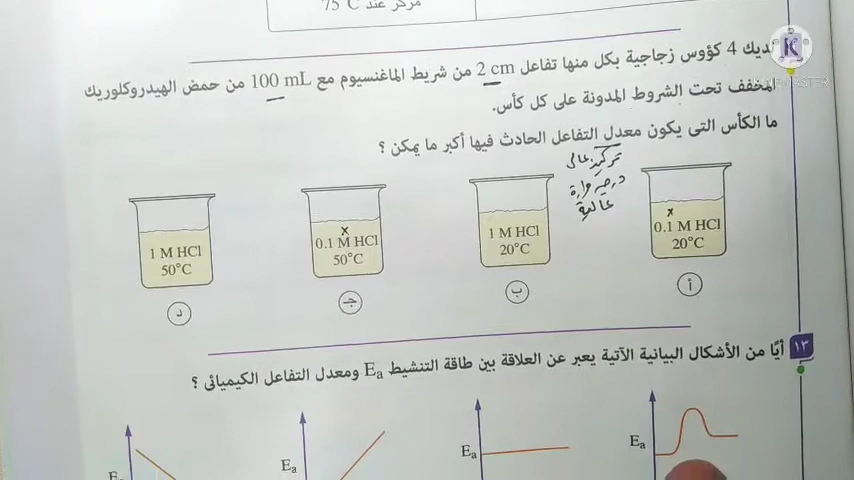 مركز عند 75°C
لديك 4 كؤوس زجاجية بكل منها تفاعل 2 cm من شريط الماغنسيوم مع 100 mL من حمض الهيدروكلوريك
المخفف تحت الشروط المدونة على كل كأس.
ما الكأس التى يكون معدل التفاعل الحادث فيها أكبر ما يمكن ؟
تركيز عالى
درجة حرارة
عالية
x
0.1 M HCl
20°C
أ
1 M HCl
20°C
ب
x
0.1 M HCl
50°C
جـ
1 M HCl
50°C
د
١٣ أيًا من الأشكال البيانية الآتية يعبر عن العلاقة بين طاقة التنشيط Ea ومعدل التفاعل الكيميائى ؟
Ea
Ea
Ea
Ea
K